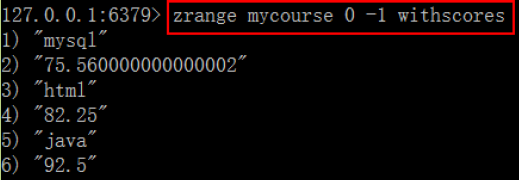 127.0.0.1:6379> zrange mycourse 0 -1 withscores
1) "mysql"
2) "75.560000000000002"
3) "html"
4) "82.25"
5) "java"
6) "92.5"